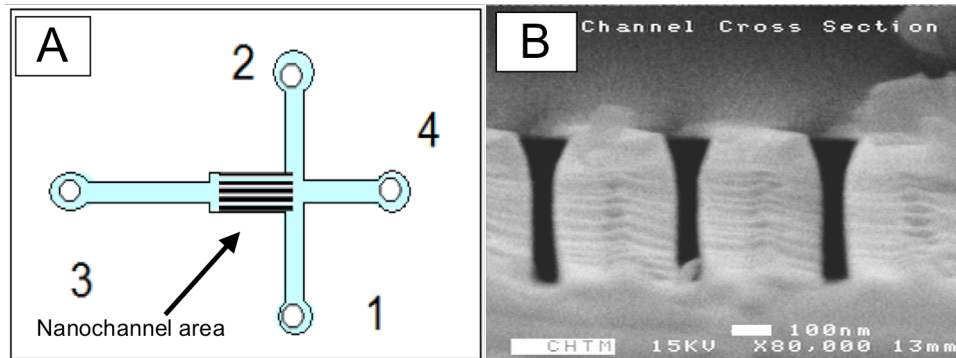 A
2
4
3
1
Nanochannel area
B
Channel Cross Section
100nm
CHTM 15KV X80,000 13mm